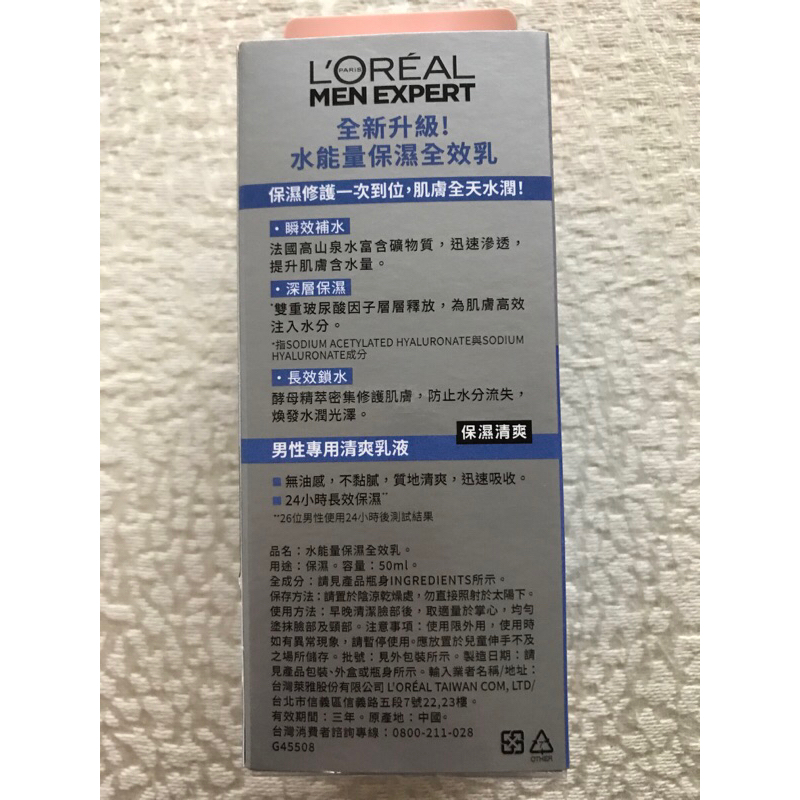 L'ORÉAL
PARIS
MEN EXPERT
全新升級!
水能量保濕全效乳
保濕修護一次到位,肌膚全天水潤!
·瞬效補水
法國高山泉水富含礦物質,迅速滲透,
提升肌膚含水量。
·深層保濕
*雙重玻尿酸因子層層釋放,為肌膚高效
注入水分。
*指SODIUM ACETYLATED HYALURONATE與SODIUM
HYALURONATE成分
·長效鎖水
酵母精萃密集修護肌膚,防止水分流失,
煥發水潤光澤。
保濕清爽
男性專用清爽乳液
■ 無油感,不黏膩,質地清爽,迅速吸收。
■ 24小時長效保濕**
**26位男性使用24小時後測試結果
品名:水能量保濕全效乳。
用途:保濕。容量:50ml。
全成分:請見產品瓶身INGREDIENTS所示。
保存方法:請置於陰涼乾燥處,勿直接照射於太陽下。
使用方法:早晚清潔臉部後,取適量於掌心,均勻
塗抹臉部及頸部。注意事項:使用限外用,使用時
如有異常現象,請暫停使用。應放置於兒童伸手不及
之場所儲存。批號:見外包裝所示。製造日期:請
見產品包裝、外盒或瓶身所示。輸入業者名稱/地址:
台灣萊雅股份有限公司 L'ORÉAL TAIWAN COM, LTD/
台北市信義區信義路五段7號22,23樓。
有效期間:三年。原產地:中國。
台灣消費者諮詢專線:0800-211-028
G45508
OTHER